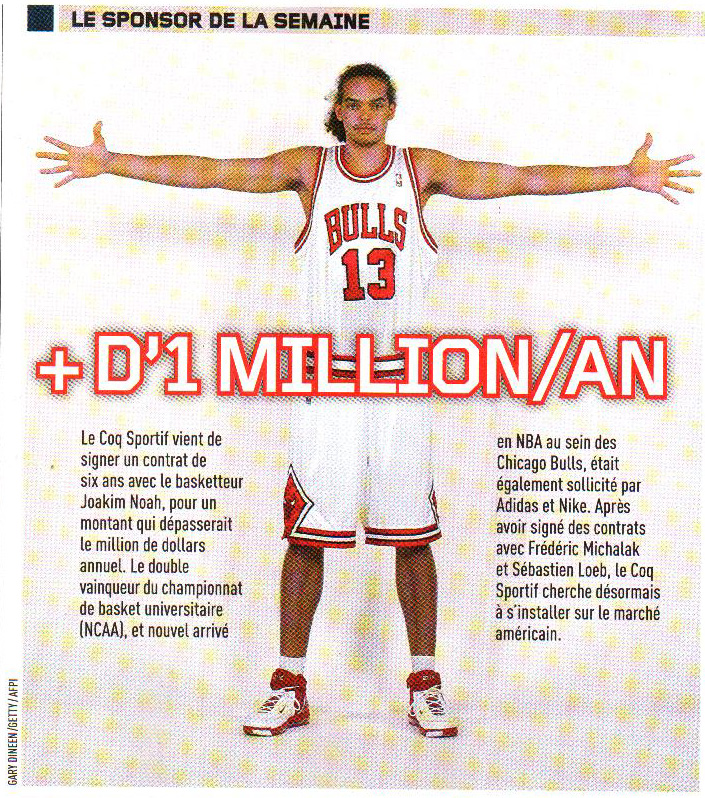 LE SPONSOR DE LA SEMAINE
BULLS
13
+ D'1 MILLION/AN
Le Coq Sportif vient de
signer un contrat de
six ans avec le basketteur
Joakim Noah, pour un
montant qui dépasserait
le million de dollars
annuel. Le double
vainqueur du championnat
de basket universitaire
(NCAA), et nouvel arrivé
en NBA au sein des
Chicago Bulls, était
également sollicité par
Adidas et Nike. Après
avoir signé des contrats
avec Frédéric Michalak
et Sébastien Loeb, le Coq
Sportif cherche désormais
à s'installer sur le marché
américain.
GARY DINEEN/GETTY/AFPI